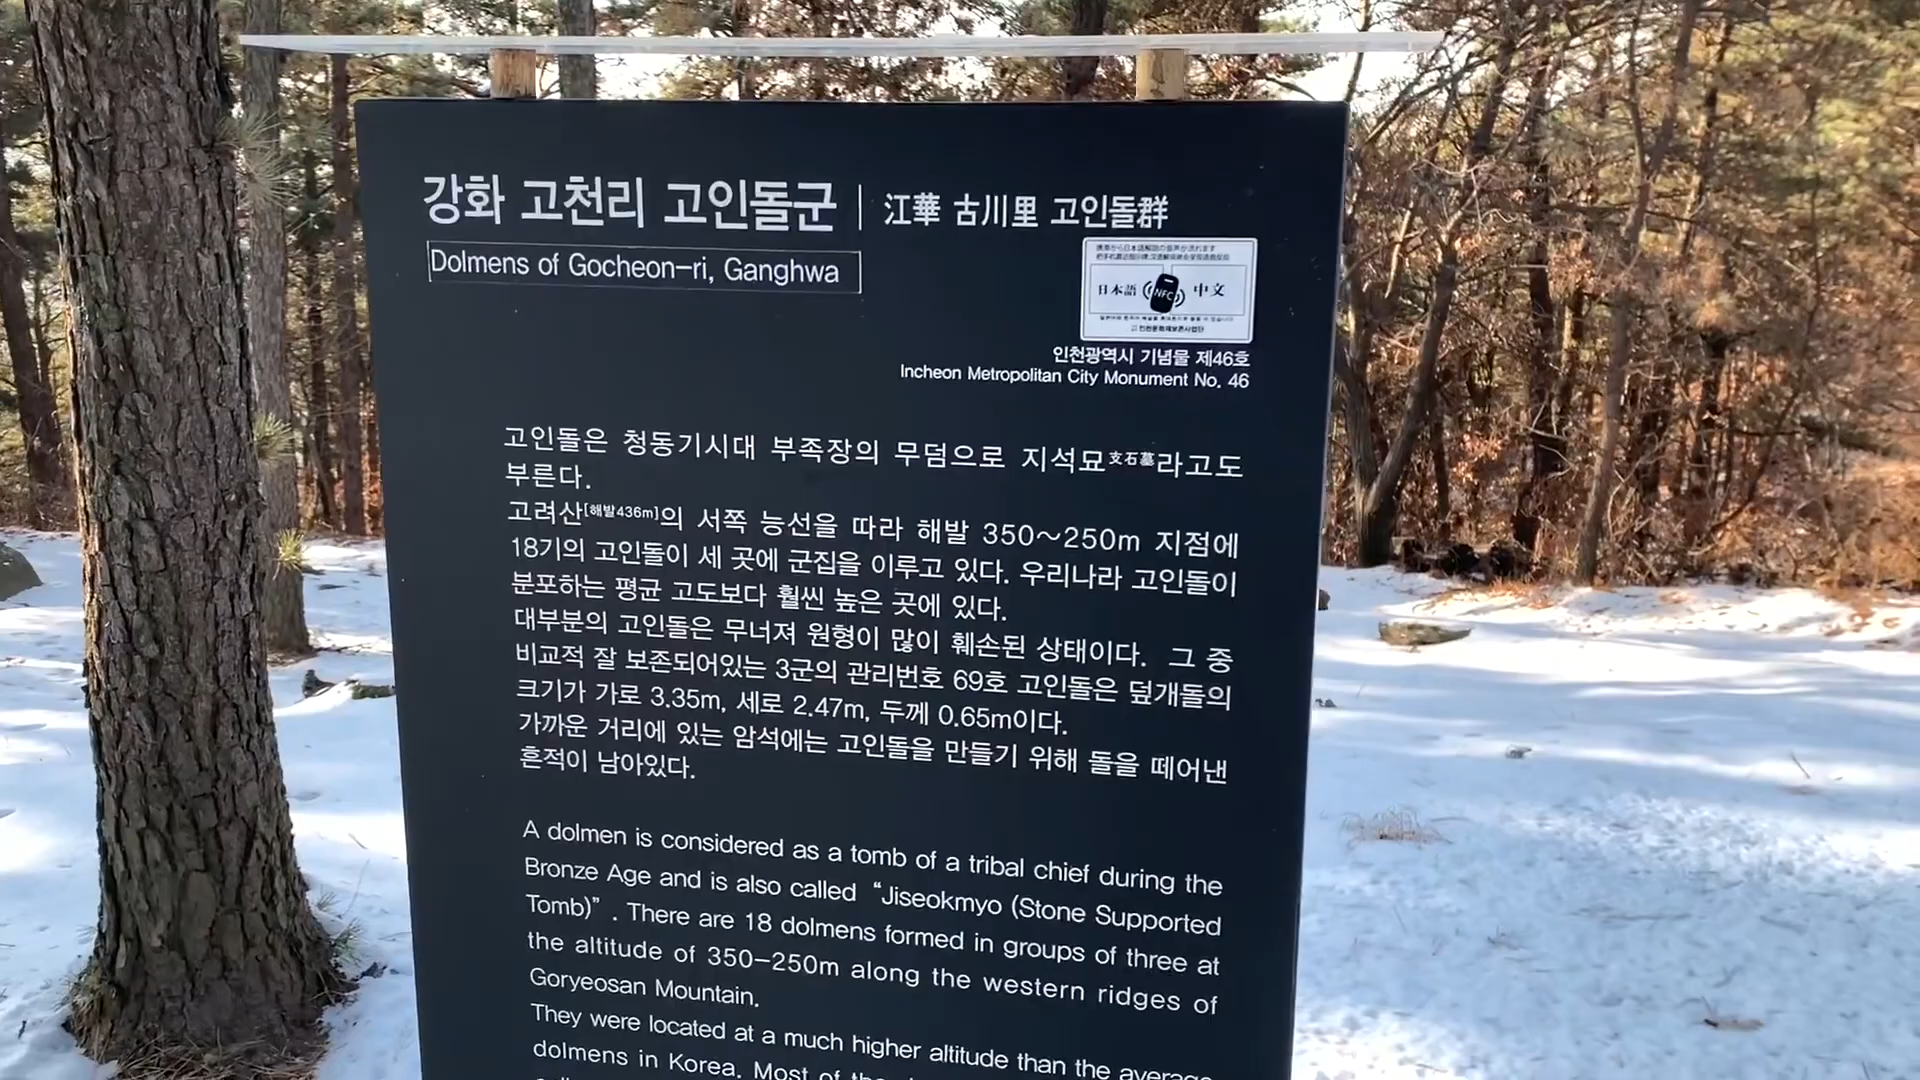 강화 고천리 고인돌군 | 江華 古川里 고인돌群
Dolmens of Gocheon-ri, Ganghwa
日本語 NFC 中文
인천광역시 기념물 제46호
Incheon Metropolitan City Monument No. 46
고인돌은 청동기시대 부족장의 무덤으로 지석묘支石墓라고도
부른다.
고려산[해발436m]의 서쪽 능선을 따라 해발 350~250m 지점에
18기의 고인돌이 세 곳에 군집을 이루고 있다. 우리나라 고인돌이
분포하는 평균 고도보다 훨씬 높은 곳에 있다.
대부분의 고인돌은 무너져 원형이 많이 훼손된 상태이다. 그 중
비교적 잘 보존되어있는 3군의 관리번호 69호 고인돌은 덮개돌의
크기가 가로 3.35m, 세로 2.47m, 두께 0.65m이다.
가까운 거리에 있는 암석에는 고인돌을 만들기 위해 돌을 떼어낸
흔적이 남아있다.
A dolmen is considered as a tomb of a tribal chief during the
Bronze Age and is also called “Jiseokmyo (Stone Supported
Tomb)” . There are 18 dolmens formed in groups of three at
the altitude of 350-250m along the western ridges of
Goryeosan Mountain.
They were located at a much higher altitude than the average
dolmens in Korea. Most of the